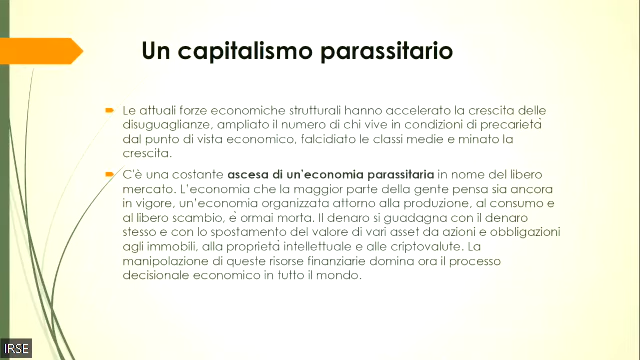 Un capitalismo parassitario
Le attuali forze economiche strutturali hanno accelerato la crescita delle
disuguaglianze, ampliato il numero di chi vive in condizioni di precarietà
dal punto di vista economico, falcidiato le classi medie e minato la
crescita.
C'è una costante ascesa di un'economia parassitaria in nome del libero
mercato. L'economia che la maggior parte della gente pensa sia ancora
in vigore, un'economia organizzata attorno alla produzione, al consumo e
al libero scambio, è ormai morta. Il denaro si guadagna con il denaro
stesso e con lo spostamento del valore di vari asset da azioni e obbligazioni
agli immobili, alla proprietà intellettuale e alle criptovalute. La
manipolazione di queste risorse finanziarie domina ora il processo
decisionale economico in tutto il mondo.
IRSE